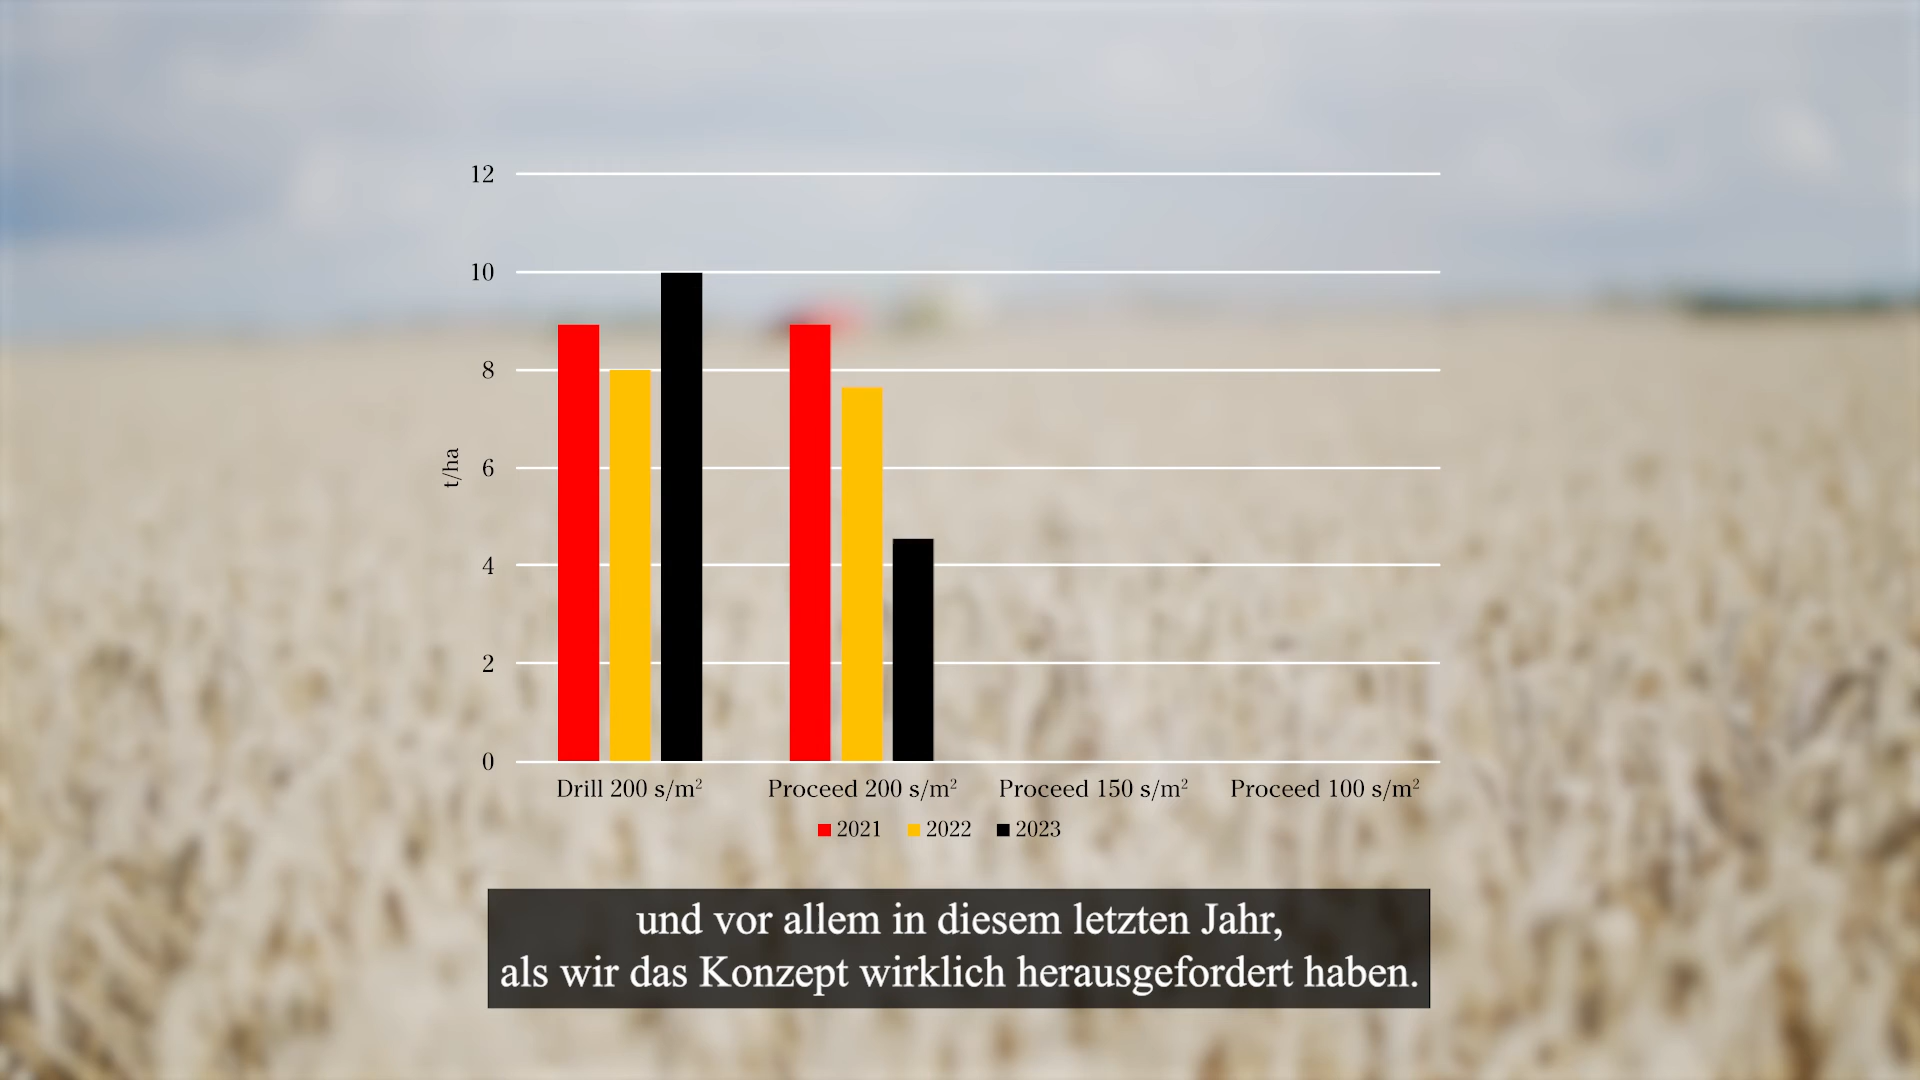 12
10
8
6
4
2
0
t/ha
Drill 200 s/m²
Proceed 200 s/m²
Proceed 150 s/m²
Proceed 100 s/m²
2021
2022
2023
und vor allem in diesem letzten Jahr,
als wir das Konzept wirklich herausgefordert haben.